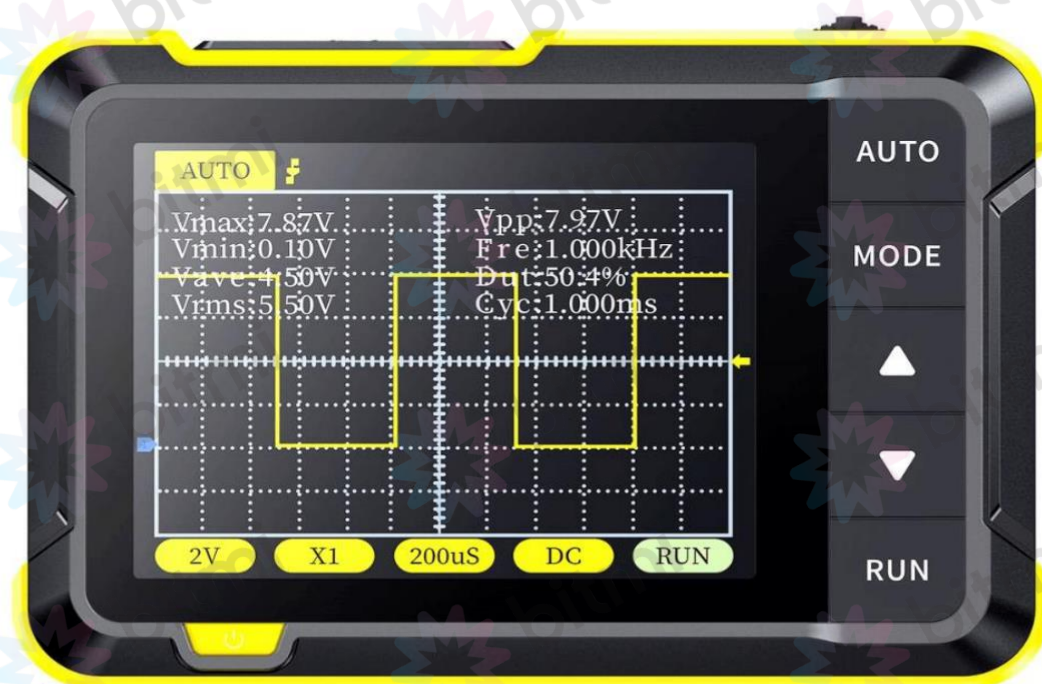 AUTO
Vmax:7.87V
Vmin:0.10V
Vave:4.50V
Vrms:5.50V
Vpp:7.97V
Fre:1.000kHz
Dut:50.4%
Cyc:1.000ms
2V
X1
200uS
DC
RUN
AUTO
MODE
RUN
bitmi